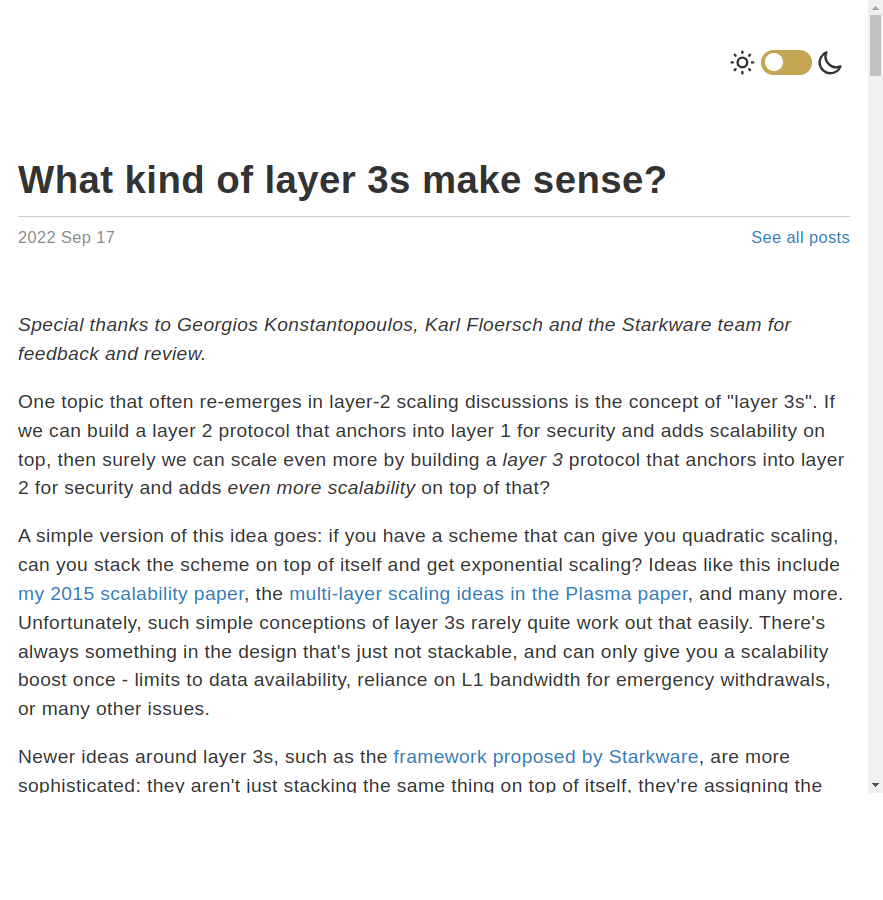 What kind of layer 3s make sense?
2022 Sep 17
See all posts
Special thanks to Georgios Konstantopoulos, Karl Floersch and the Starkware team for
feedback and review.
One topic that often re-emerges in layer-2 scaling discussions is the concept of "layer 3s". If
we can build a layer 2 protocol that anchors into layer 1 for security and adds scalability on
top, then surely we can scale even more by building a layer 3 protocol that anchors into layer
2 for security and adds even more scalability on top of that?
A simple version of this idea goes: if you have a scheme that can give you quadratic scaling,
can you stack the scheme on top of itself and get exponential scaling? Ideas like this include
my 2015 scalability paper, the multi-layer scaling ideas in the Plasma paper, and many more.
Unfortunately, such simple conceptions of layer 3s rarely quite work out that easily. There's
always something in the design that's just not stackable, and can only give you a scalability
boost once - limits to data availability, reliance on L1 bandwidth for emergency withdrawals,
or many other issues.
Newer ideas around layer 3s, such as the framework proposed by Starkware, are more
sophisticated: they aren't just stacking the same thing on top of itself, they're assigning the